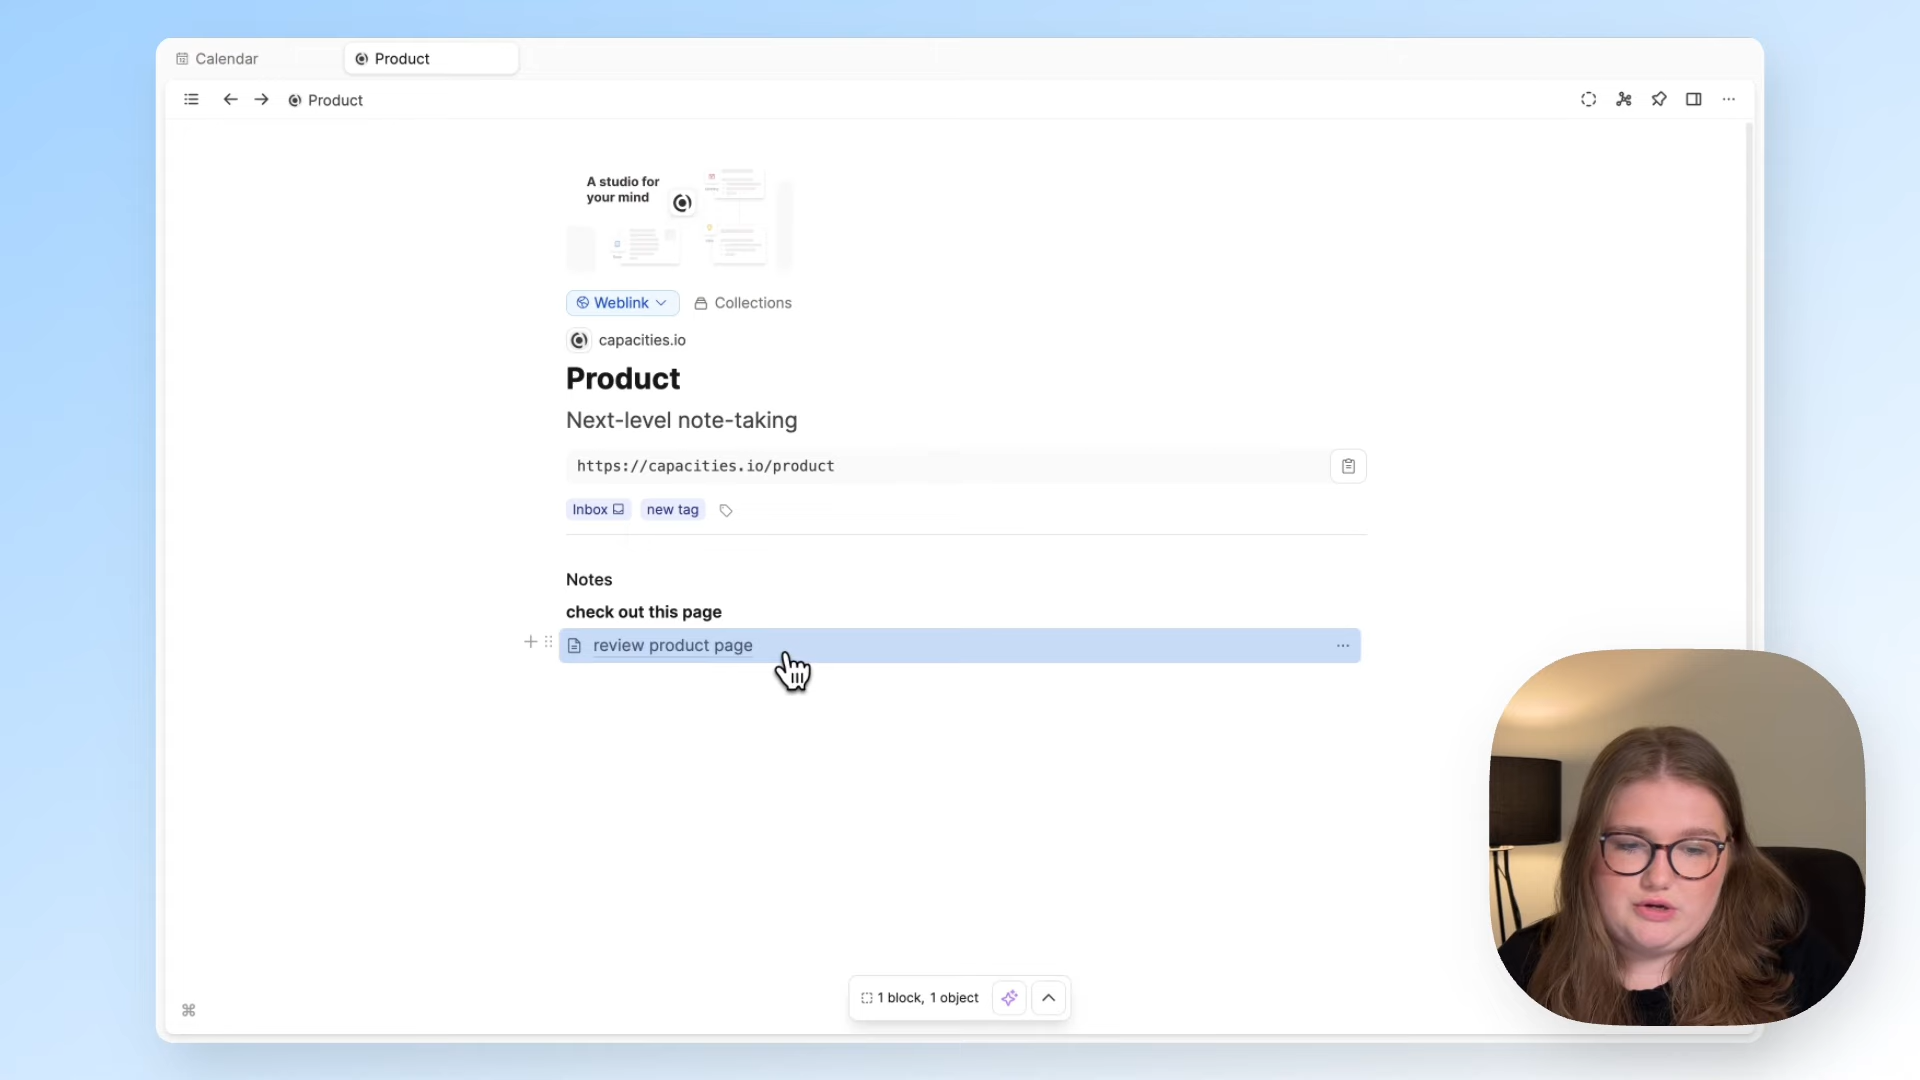 Calendar
Product
Product
A studio for
your mind
Weblink
Collections
capacities.io
Product
Next-level note-taking
https://capacities.io/product
Inbox
new tag
Notes
check out this page
review product page
1 block, 1 object